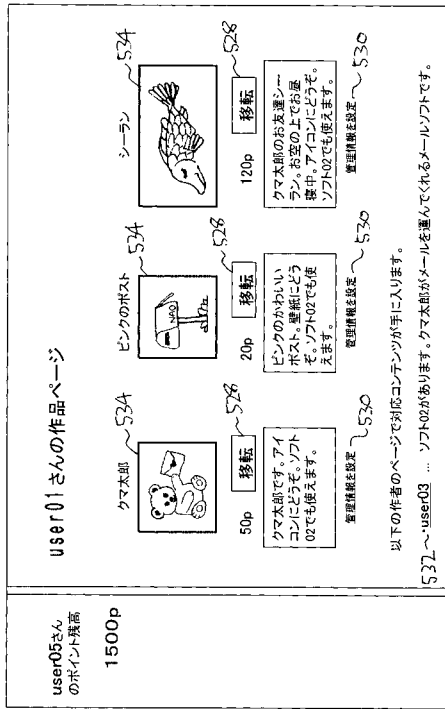 user05さん
のポイント残高
1500p
user01さんの作品ページ
クマ太郎
534
50p
移転
528
クマ太郎です。アイ
コンにどうぞ。ソフト
02でも使えます。
管理情報を設定
530
ピンクのポスト
534
NAO
20p
移転
528
ピンクのかわいい
ポスト。壁紙にどう
ぞ。ソフト02でも使
えます。
管理情報を設定
530
シーラン
534
120p
移転
528
クマ太郎のお友達シー
ラン。お空の上でお昼
寝中。アイコンにどうぞ。
ソフト02でも使えます。
管理情報を設定
530
以下の作者のページで対応コンテンツが手に入ります。
532 ・user03 … ソフト02があります。クマ太郎がメールを運んでくれるメールソフトです。